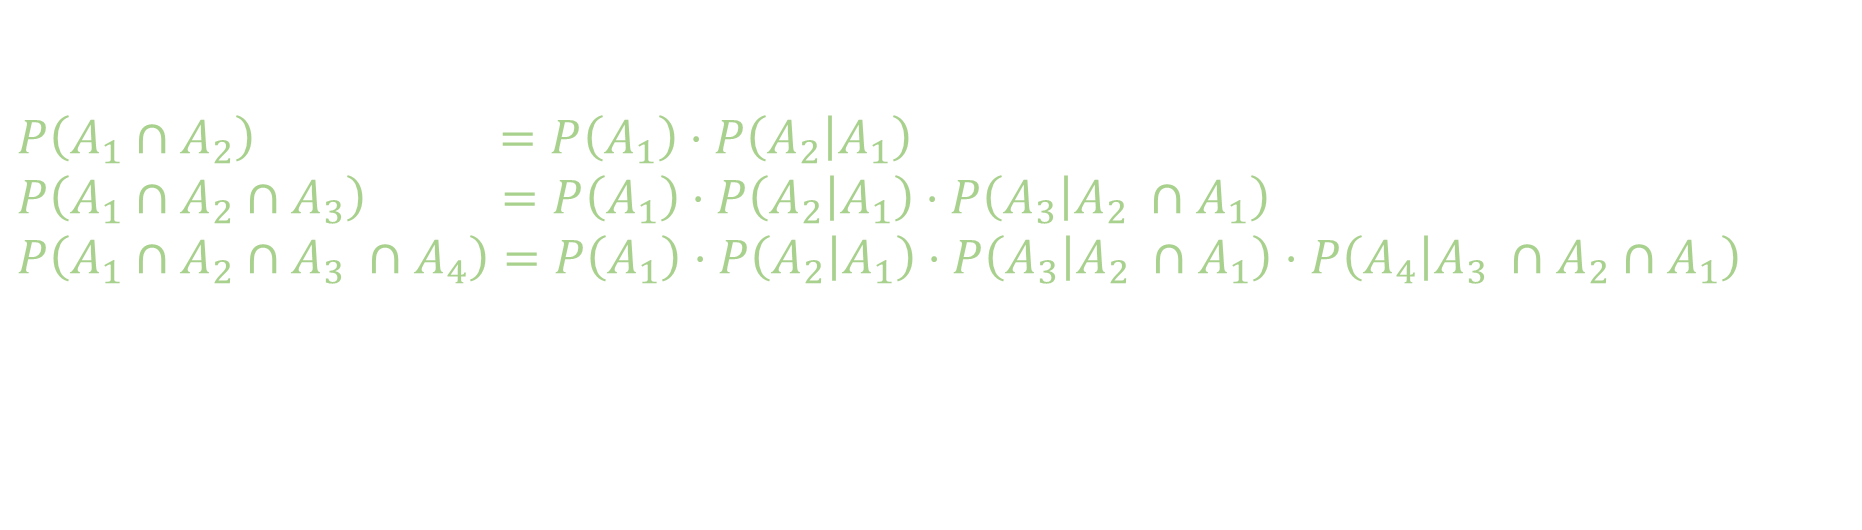 P(A₁ ∩ A₂) = P(A₁) · P(A₂|A₁)
P(A₁ ∩ A₂ ∩ A₃) = P(A₁) · P(A₂|A₁) · P(A₃|A₂ ∩ A₁)
P(A₁ ∩ A₂ ∩ A₃ ∩ A₄) = P(A₁) · P(A₂|A₁) · P(A₃|A₂ ∩ A₁) · P(A₄|A₃ ∩ A₂ ∩ A₁)